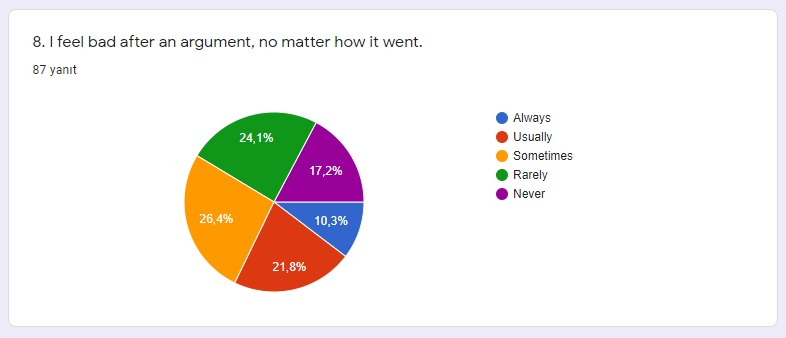 8. I feel bad after an argument, no matter how it went.
87 yanıt
24,1%
17,2%
26,4%
10,3%
21,8%
Always
Usually
Sometimes
Rarely
Never